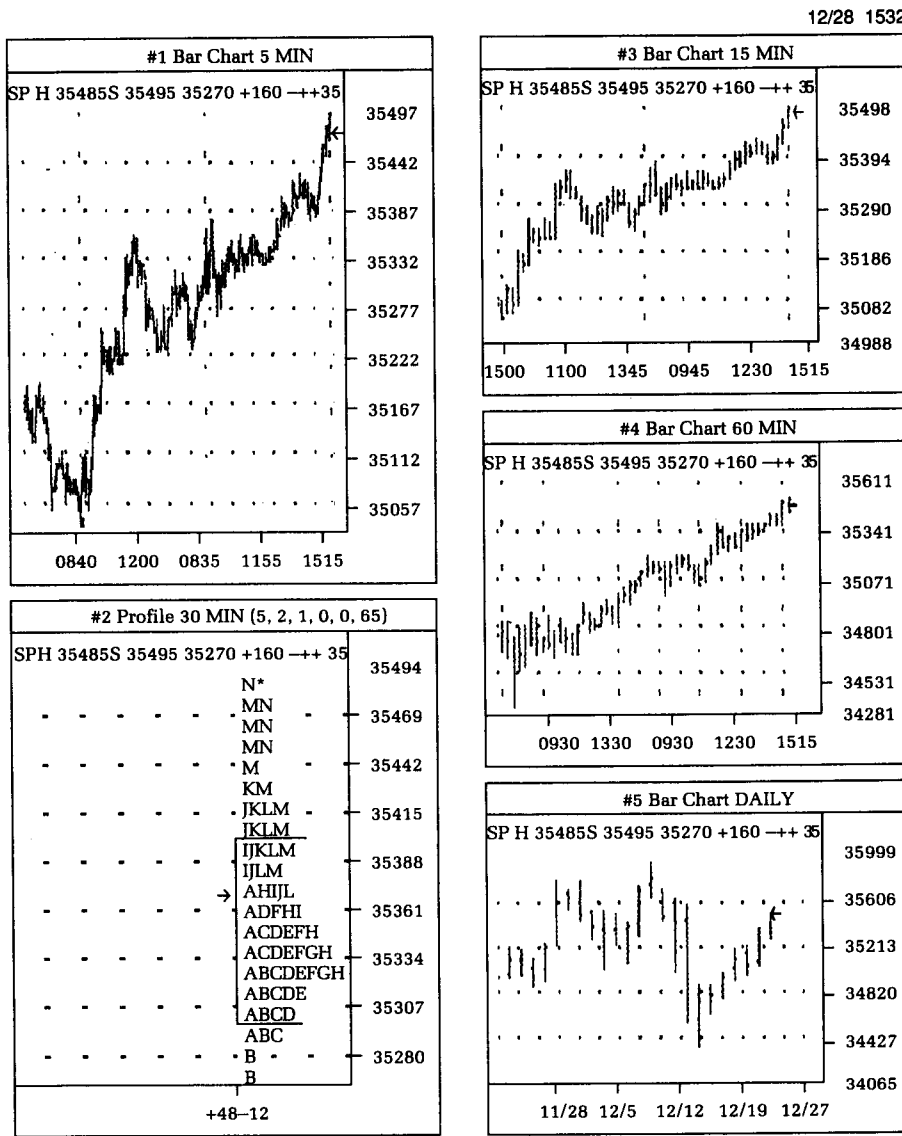 12/28 1532
#1 Bar Chart 5 MIN
SP H 35485S 35495 35270 +160 —++35
35497
35442
35387
35332
35277
35222
35167
35112
35057
0840 1200 0835 1155 1515
#2 Profile 30 MIN (5, 2, 1, 0, 0, 65)
SPH 35485S 35495 35270 +160 —++ 35
35494
N*
MN
35469
MN
MN
35442
M
KM
JKLM
35415
JKLM
IJKLM
35388
IJLM
AHIJL
ADFHI
35361
ACDEFH
ACDEFGH
35334
ABCDEFGH
ABCDE
35307
ABCD
ABC
B
35280
B
+48—12
#3 Bar Chart 15 MIN
SP H 35485S 35495 35270 +160 —++ 35
35498
35394
35290
35186
35082
34988
1500 1100 1345 0945 1230 1515
#4 Bar Chart 60 MIN
SP H 35485S 35495 35270 +160 —++ 35
35611
35341
35071
34801
34531
34281
0930 1330 0930 1230 1515
#5 Bar Chart DAILY
SP H 35485S 35495 35270 +160 —++ 35
35999
35606
35213
34820
34427
34065
11/28 12/5 12/12 12/19 12/27